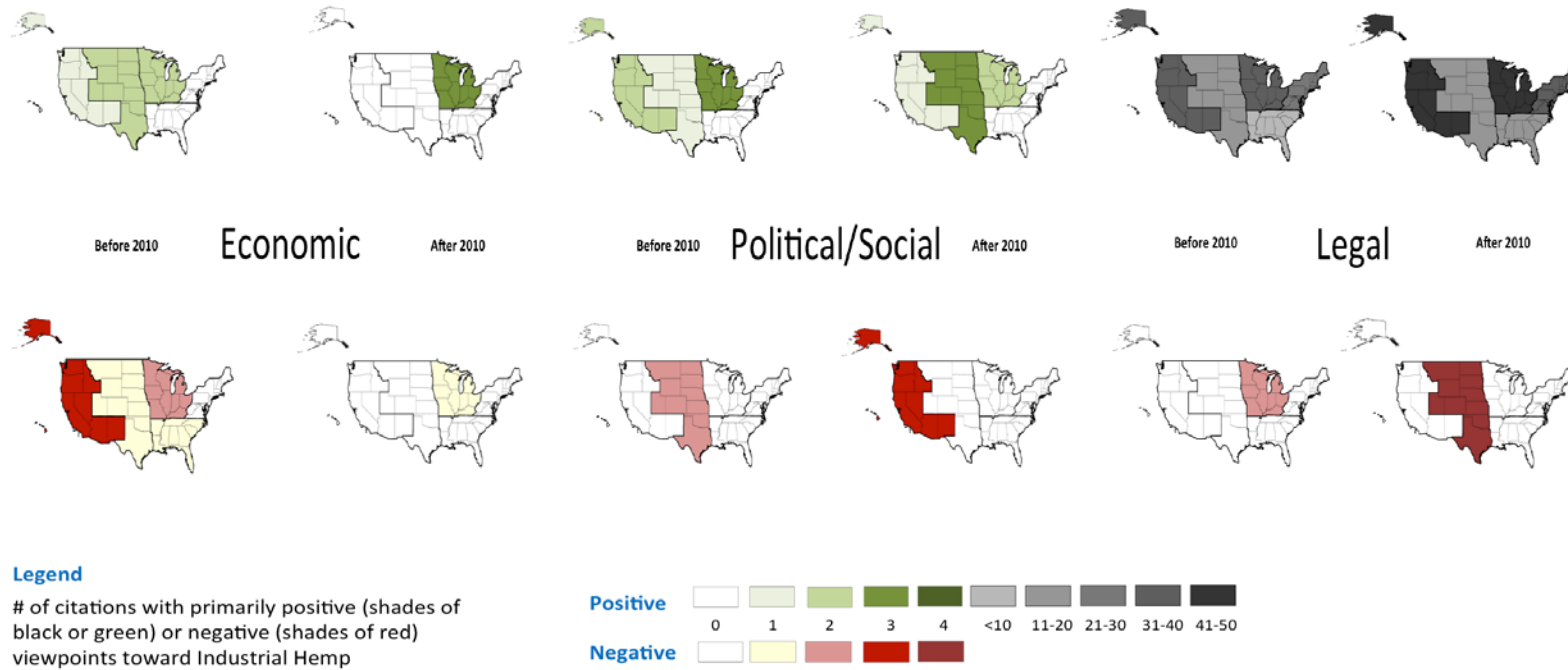 Before 2010 Economic After 2010 Before 2010 Political/Social After 2010 Before 2010 Legal After 2010
Legend
# of citations with primarily positive (shades of
black or green) or negative (shades of red)
viewpoints toward Industrial Hemp
Positive
0 1 2 3 4 <10 11-20 21-30 31-40 41-50
Negative